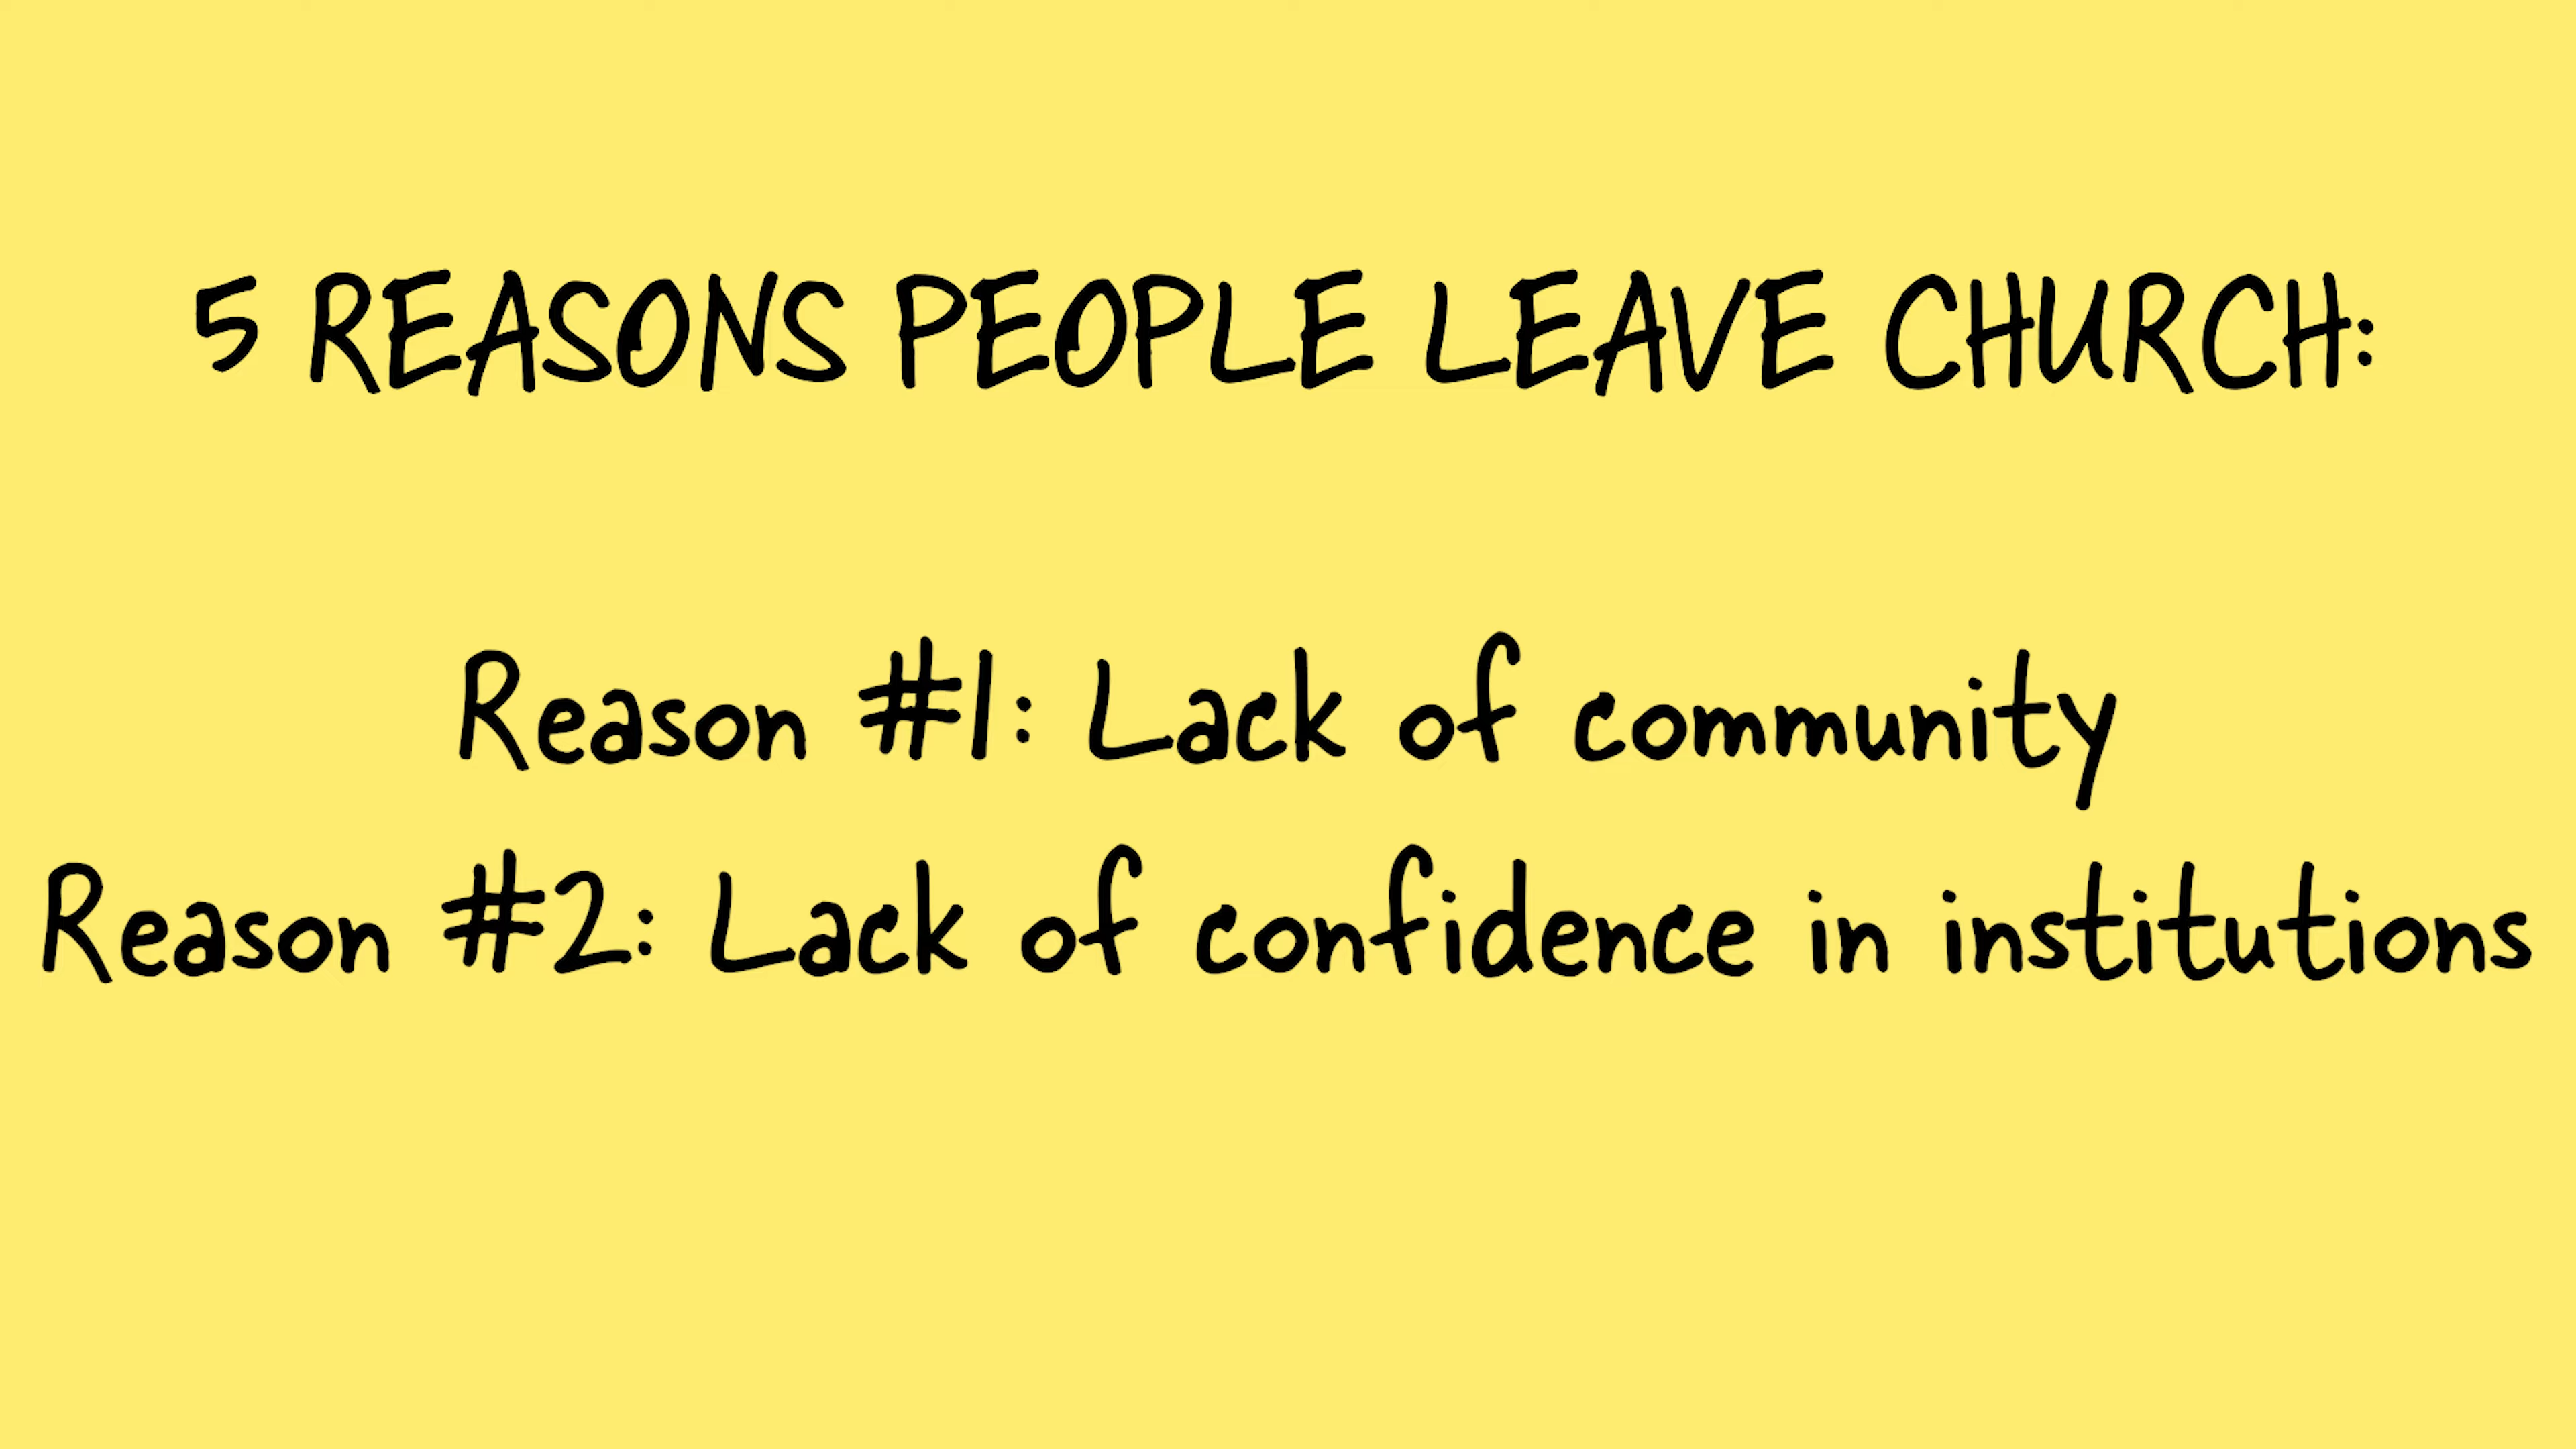 5 REASONS PEOPLE LEAVE CHURCH:
Reason #1: Lack of community
Reason #2: Lack of confidence in institutions